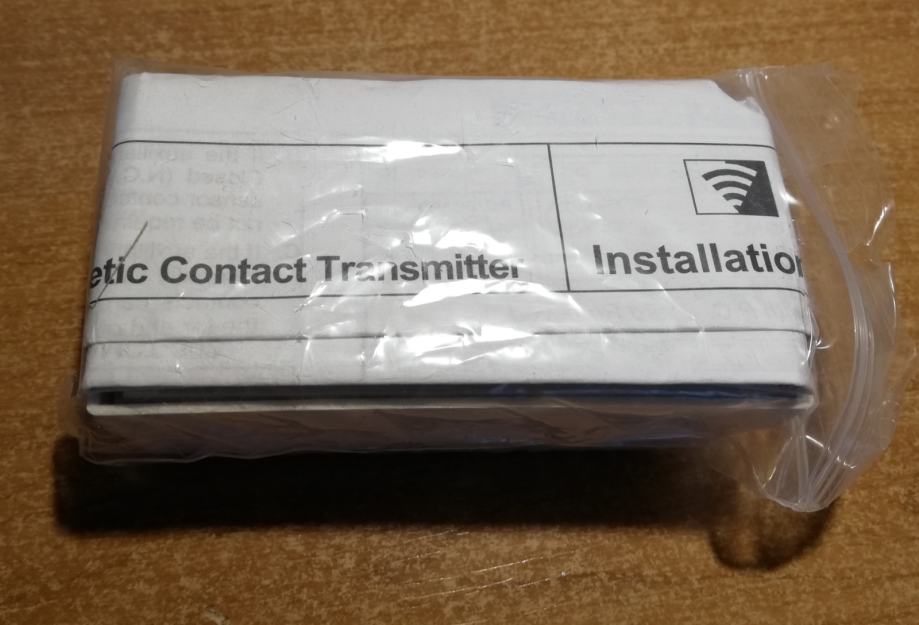 etic Contact Transmitter
Installation